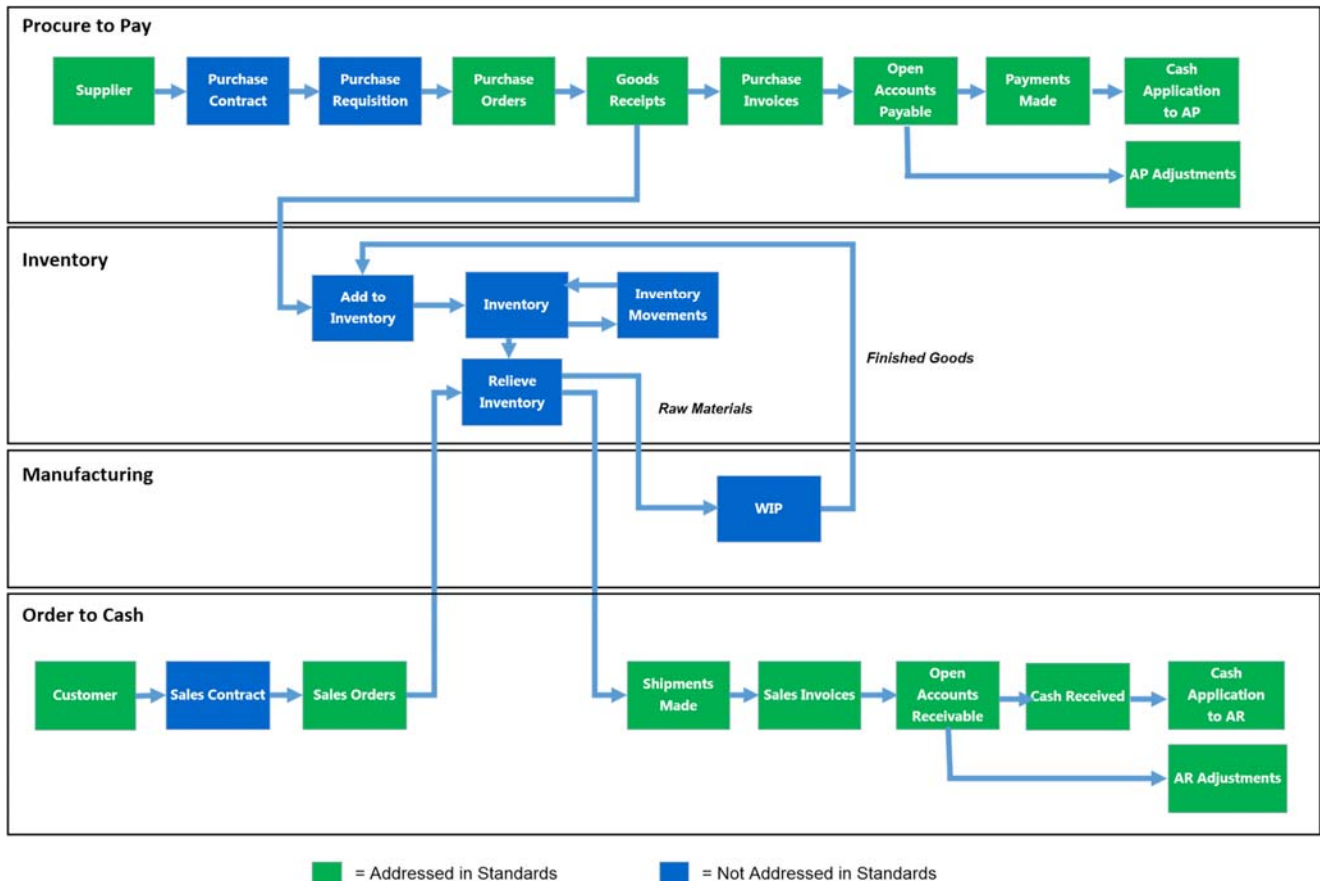 Procure to Pay
Supplier
Purchase
Contract
Purchase
Requisition
Purchase
Orders
Goods
Receipts
Purchase
Invoices
Open
Accounts
Payable
Payments
Made
Cash
Application
to AP
AP Adjustments
Inventory
Add to
Inventory
Inventory
Inventory
Movements
Relieve
Inventory
Raw Materials
Finished Goods
Manufacturing
WIP
Order to Cash
Customer
Sales Contract
Sales Orders
Shipments
Made
Sales Invoices
Open
Accounts
Receivable
Cash Received
Cash
Application
to AR
AR Adjustments
= Addressed in Standards
= Not Addressed in Standards